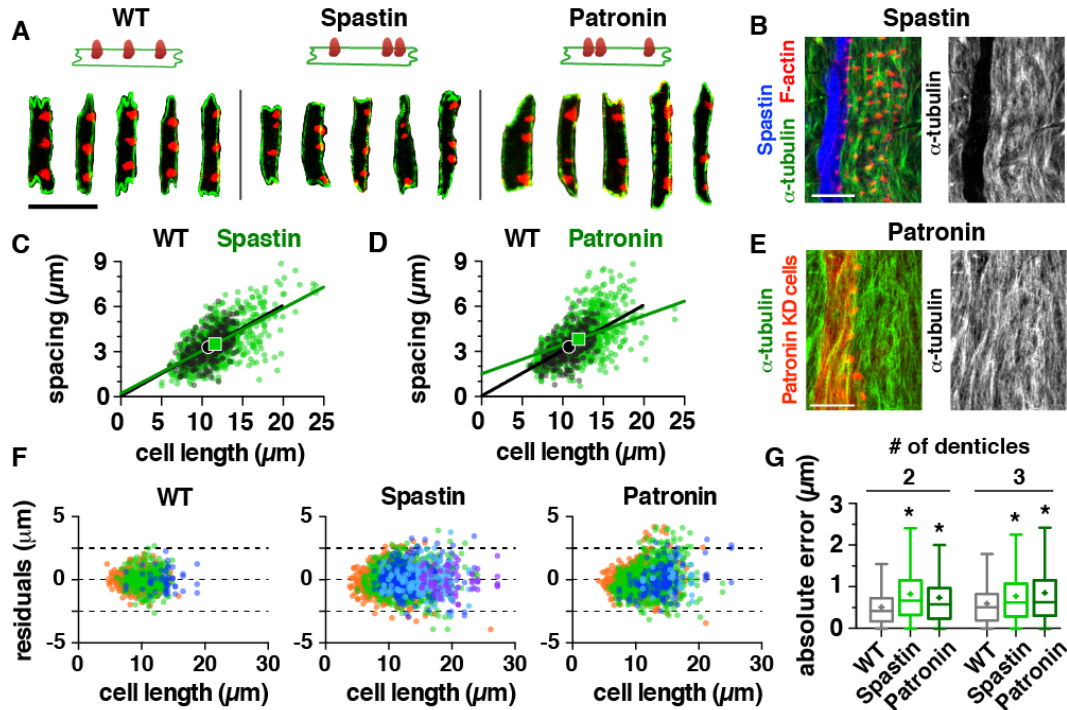 A
WT
Spastin
Patronin
B
Spastin
Spastin
α-tubulin F-actin
α-tubulin
C
WT Spastin
spacing (µm)
9
6
3
0
0 5 10 15 20 25
cell length (µm)
D
WT Patronin
spacing (µm)
9
6
3
0
0 5 10 15 20 25
cell length (µm)
E
Patronin
α-tubulin
Patronin KD cells
α-tubulin
F
WT
Spastin
Patronin
residuals (µm)
5
0
-5
0 10 20 30
cell length (µm)
5
0
-5
0 10 20 30
cell length (µm)
5
0
-5
0 10 20 30
cell length (µm)
G
# of denticles
2 3
absolute error (µm)
3
2
1
0
* * * *
WT
Spastin
Patronin
WT
Spastin
Patronin